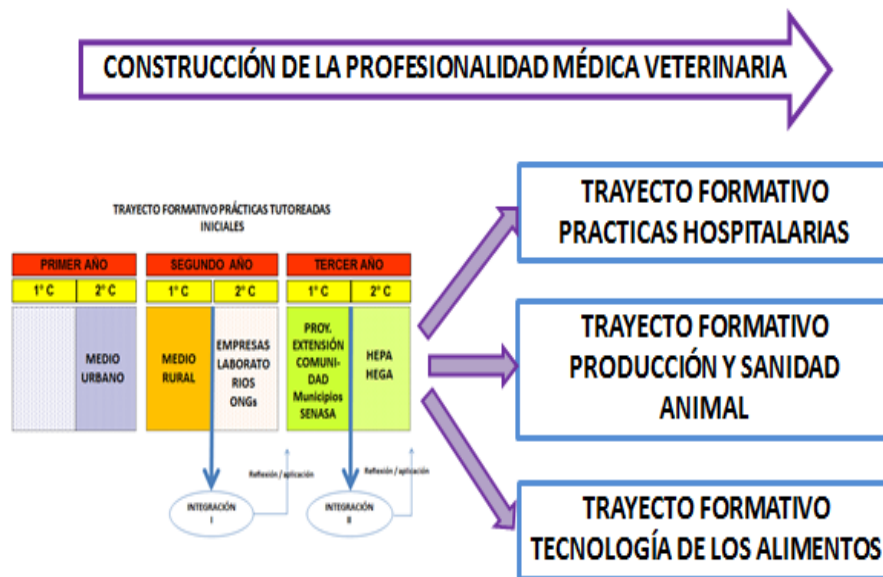 CONSTRUCCIÓN DE LA PROFESIONALIDAD MÉDICA VETERINARIA
TRAYECTO FORMATIVO PRÁCTICAS TUTOREADAS
INICIALES
PRIMER AÑO
SEGUNDO AÑO
TERCER AÑO
1° C
2° C
1° C
2° C
1° C
2° C
MEDIO
URBANO
MEDIO
RURAL
EMPRESAS
LABORATO
RIOS
ONGs
PROY.
EXTENSIÓN
COMUNI-
DAD
Municipios
SENASA
HEPA
HEGA
Reflexión / aplicación
Reflexión / aplicación
INTEGRACIÓN
I
INTEGRACIÓN
II
TRAYECTO FORMATIVO
PRACTICAS HOSPITALARIAS
TRAYECTO FORMATIVO
PRODUCCIÓN Y SANIDAD
ANIMAL
TRAYECTO FORMATIVO
TECNOLOGÍA DE LOS ALIMENTOS